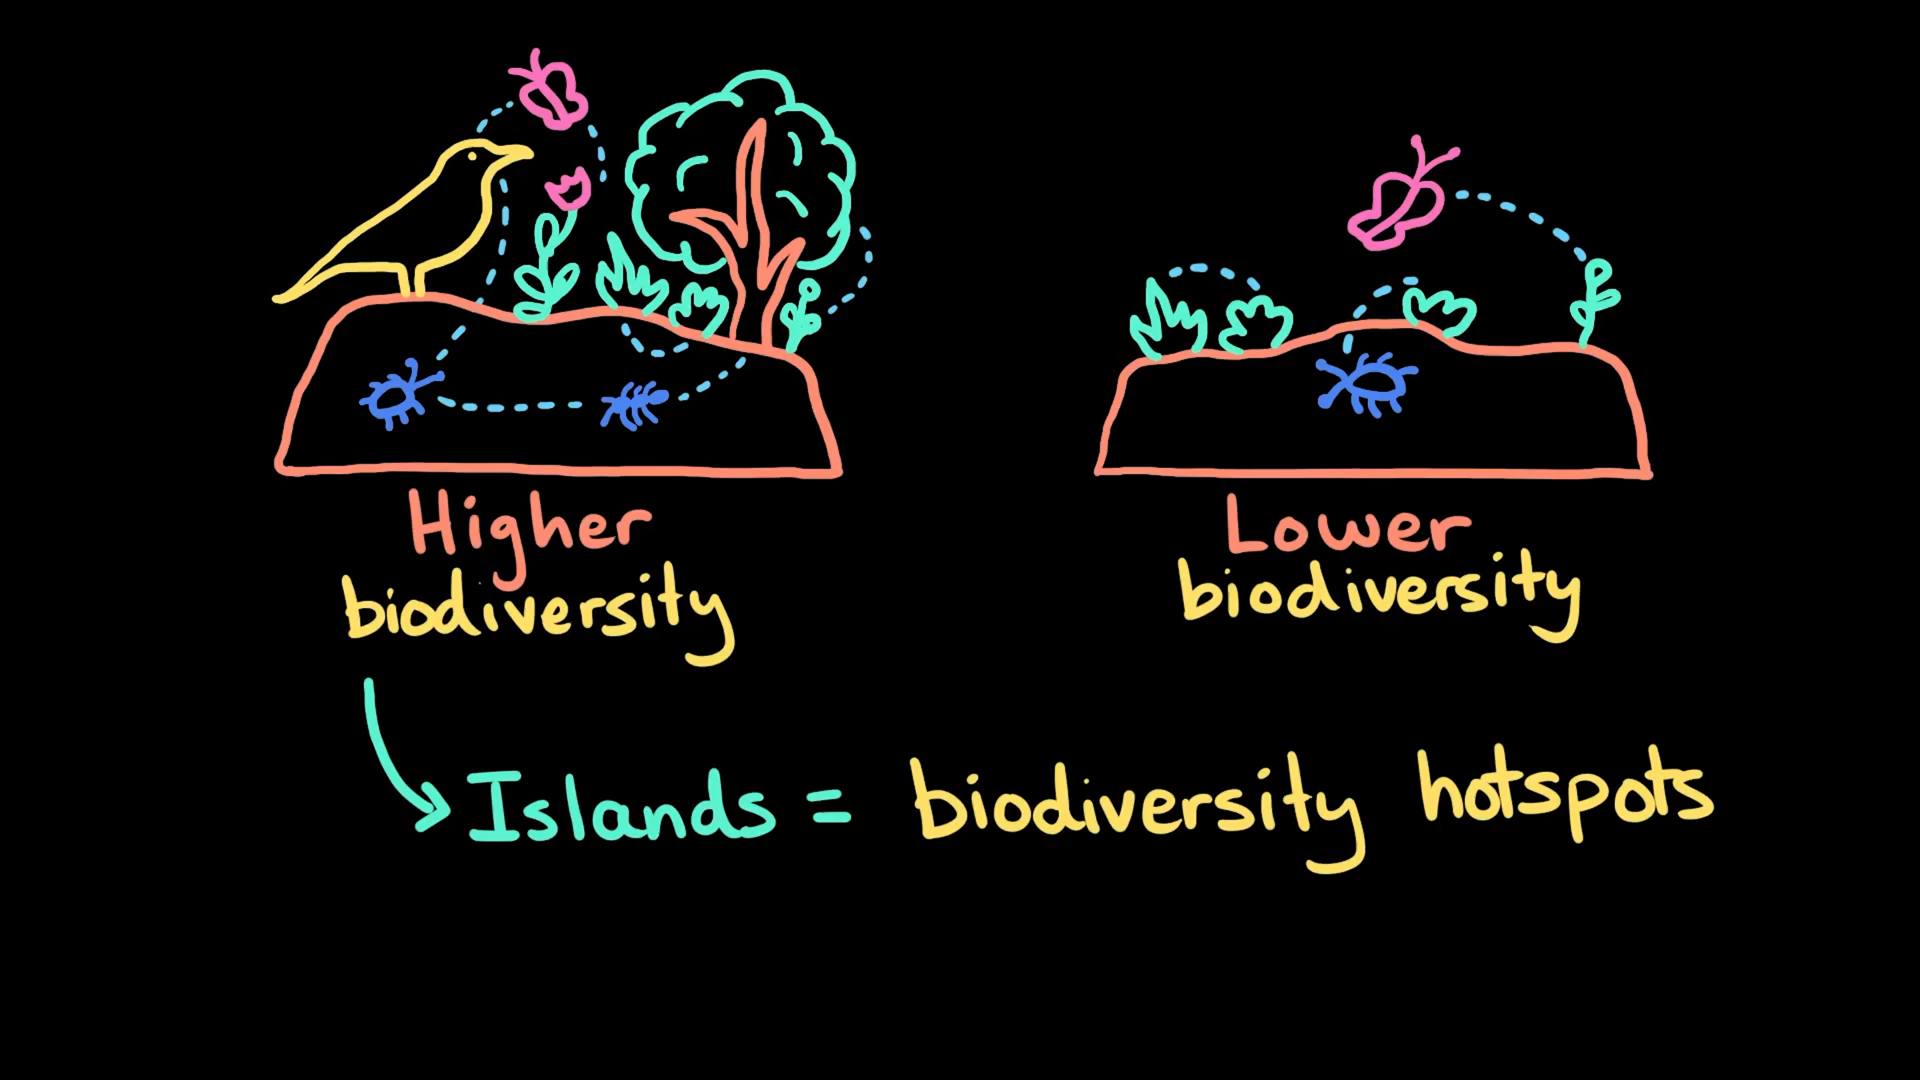 Higher
biodiversity
Lower
biodiversity
Islands = biodiversity hotspots